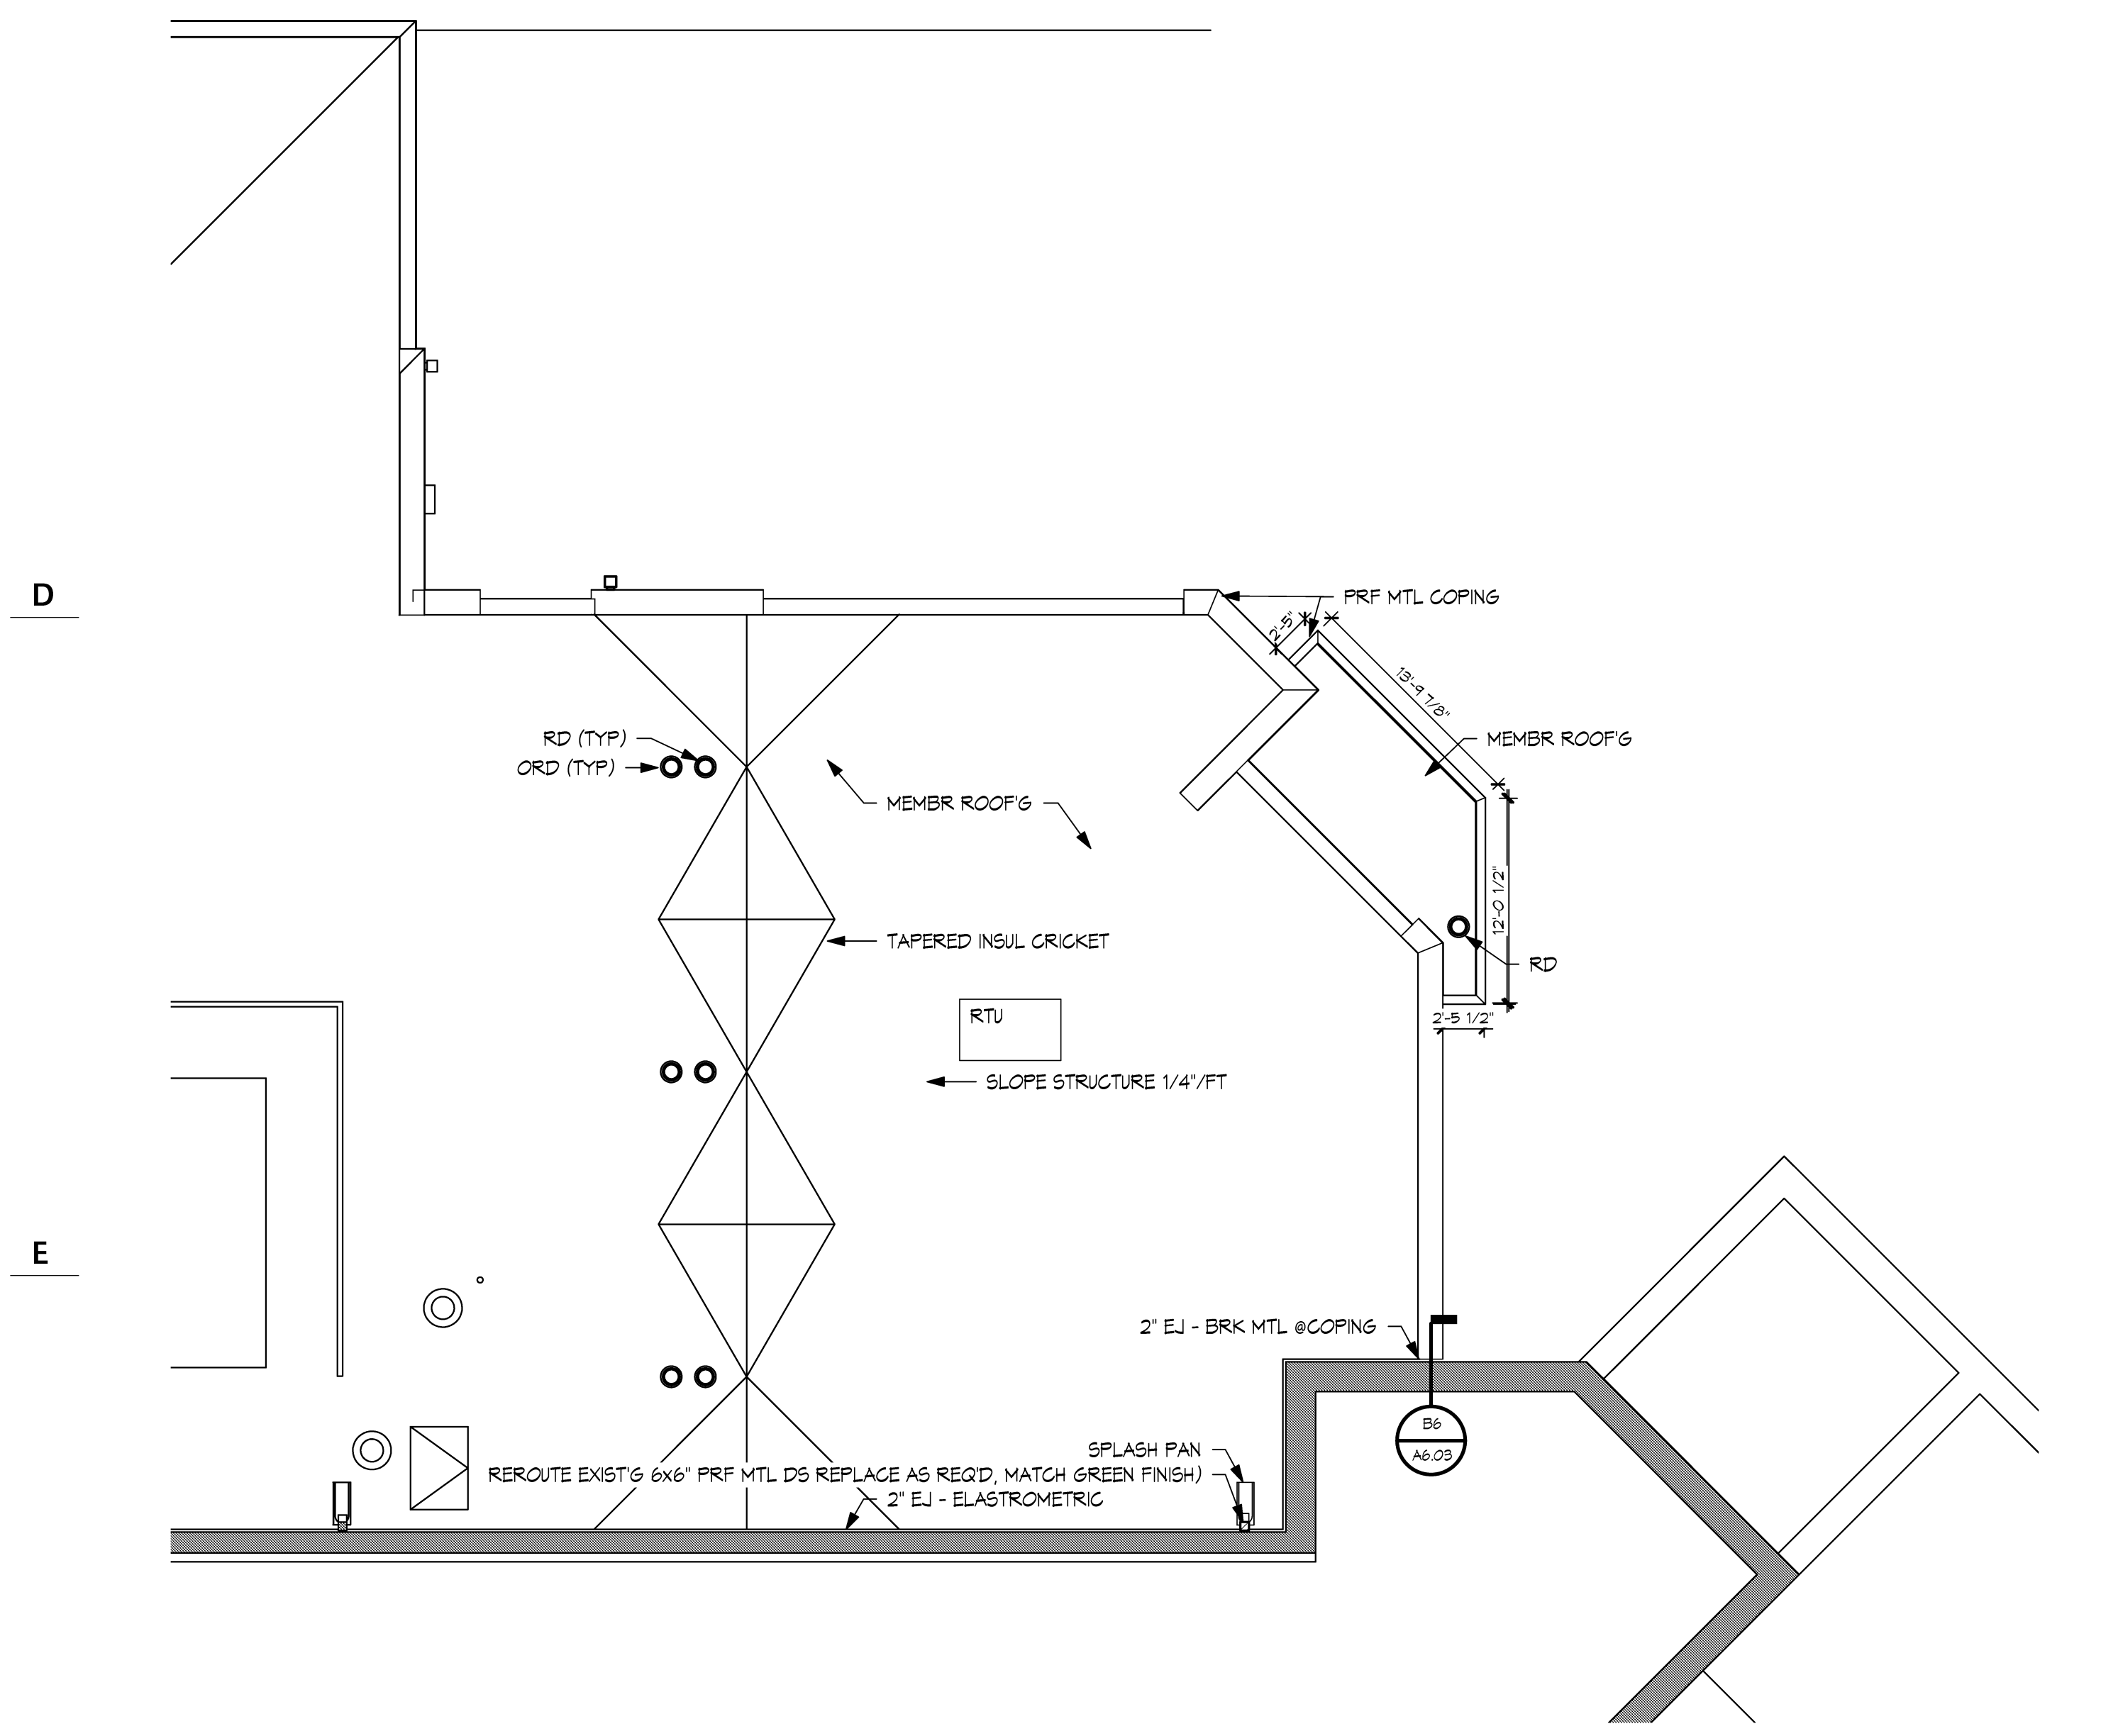 D
PRF MTL COPING
2'-5"
13'-9 7/8"
RD (TYP)
ORD (TYP)
MEMBR ROOF'G
MEMBR ROOF'G
12'-0 1/2"
TAPERED INSUL CRICKET
RD
RTU
2'-5 1/2"
SLOPE STRUCTURE 1/4"/FT
E
2" EJ - BRK MTL @COPING
B6
A6.03
SPLASH PAN
REROUTE EXIST'G 6x6" PRF MTL DS REPLACE AS REQ'D, MATCH GREEN FINISH)
2" EJ - ELASTROMETRIC